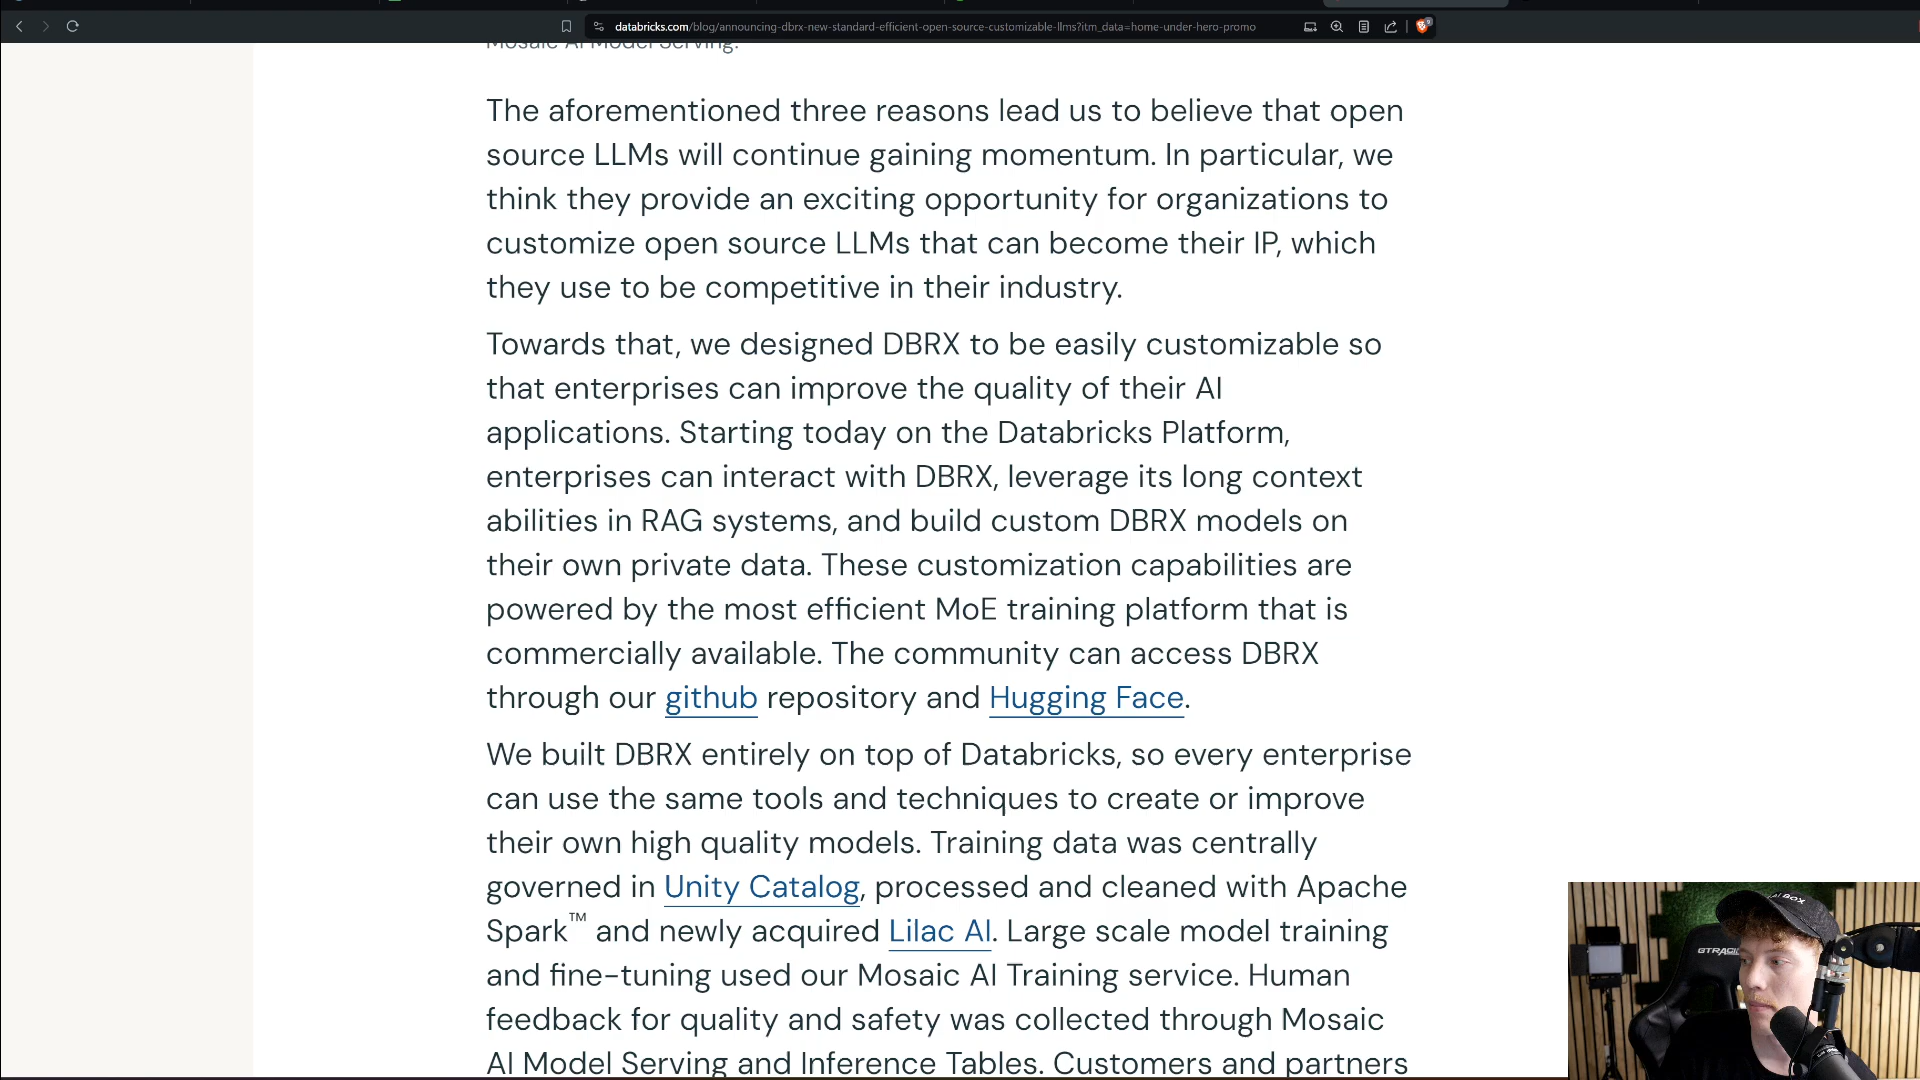 databricks.com/blog/announcing-dbrx-new-standard-efficient-open-source-customizable-llms?itm_data=home-under-hero-promo
Mosaic AI Model Serving.
The aforementioned three reasons lead us to believe that open
source LLMs will continue gaining momentum. In particular, we
think they provide an exciting opportunity for organizations to
customize open source LLMs that can become their IP, which
they use to be competitive in their industry.
Towards that, we designed DBRX to be easily customizable so
that enterprises can improve the quality of their AI
applications. Starting today on the Databricks Platform,
enterprises can interact with DBRX, leverage its long context
abilities in RAG systems, and build custom DBRX models on
their own private data. These customization capabilities are
powered by the most efficient MoE training platform that is
commercially available. The community can access DBRX
through our github repository and Hugging Face.
We built DBRX entirely on top of Databricks, so every enterprise
can use the same tools and techniques to create or improve
their own high quality models. Training data was centrally
governed in Unity Catalog, processed and cleaned with Apache
Spark™ and newly acquired Lilac AI. Large scale model training
and fine-tuning used our Mosaic AI Training service. Human
feedback for quality and safety was collected through Mosaic
AI Model Serving and Inference Tables. Customers and partners